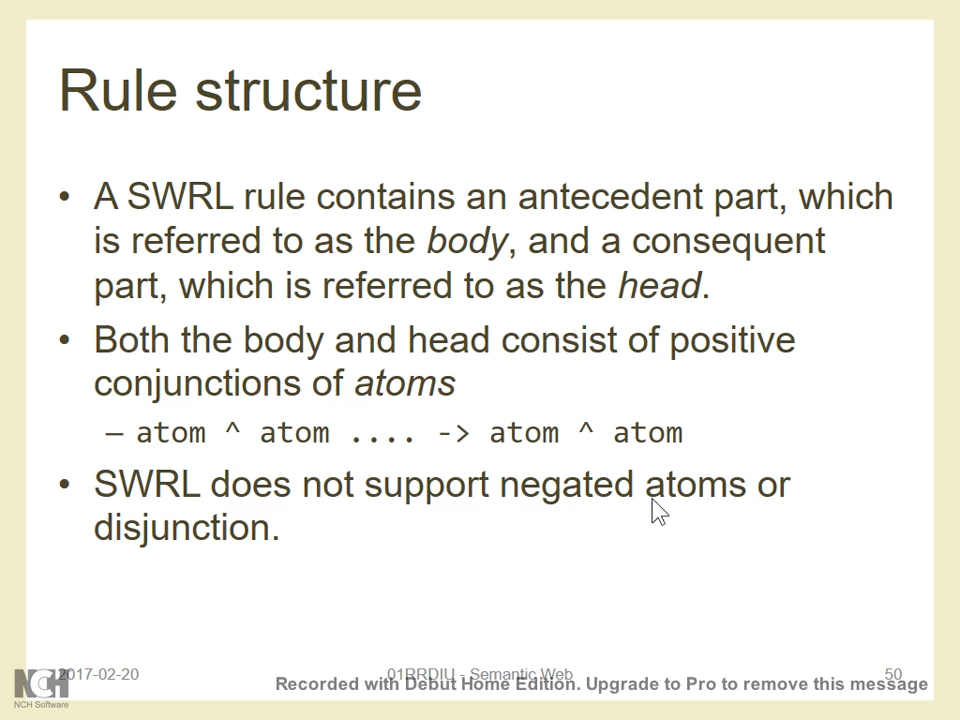 Rule structure
• A SWRL rule contains an antecedent part, which
is referred to as the body, and a consequent
part, which is referred to as the head.
• Both the body and head consist of positive
conjunctions of atoms
– atom ^ atom .... -> atom ^ atom
• SWRL does not support negated atoms or
disjunction.
2017-02-20
01RRDIU - Semantic Web
50
Recorded with Debut Home Edition. Upgrade to Pro to remove this message
NCH
NCH Software